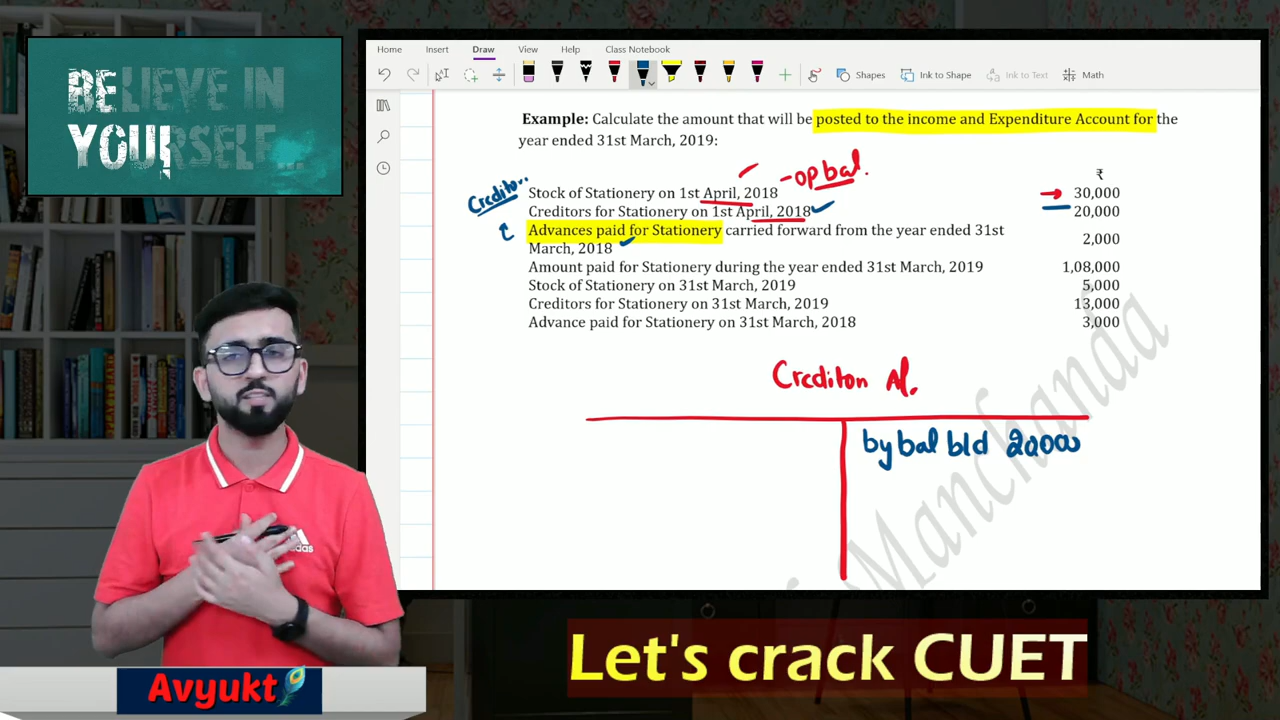 BELIEVE IN
YOURSELF...
Home Insert Draw View Help Class Notebook
Shapes Ink to Shape Ink to Text Math
Example: Calculate the amount that will be posted to the income and Expenditure Account for the
year ended 31st March, 2019:
₹
-op bal.
Stock of Stationery on 1st April, 2018 30,000
Creditors for Stationery on 1st April, 2018 20,000
Advances paid for Stationery carried forward from the year ended 31st
March, 2018 2,000
Amount paid for Stationery during the year ended 31st March, 2019 1,08,000
Stock of Stationery on 31st March, 2019 5,000
Creditors for Stationery on 31st March, 2019 13,000
Advance paid for Stationery on 31st March, 2018 3,000
by bal bld 20000
Manchanda
adidas
Let's crack CUET
Avyukt